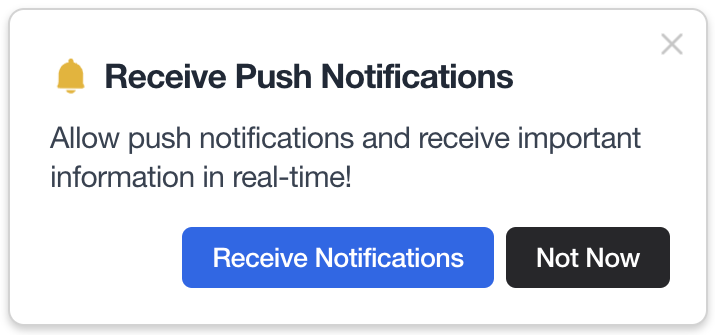 Receive Push Notifications
Allow push notifications and receive important
information in real-time!
Receive Notifications
Not Now